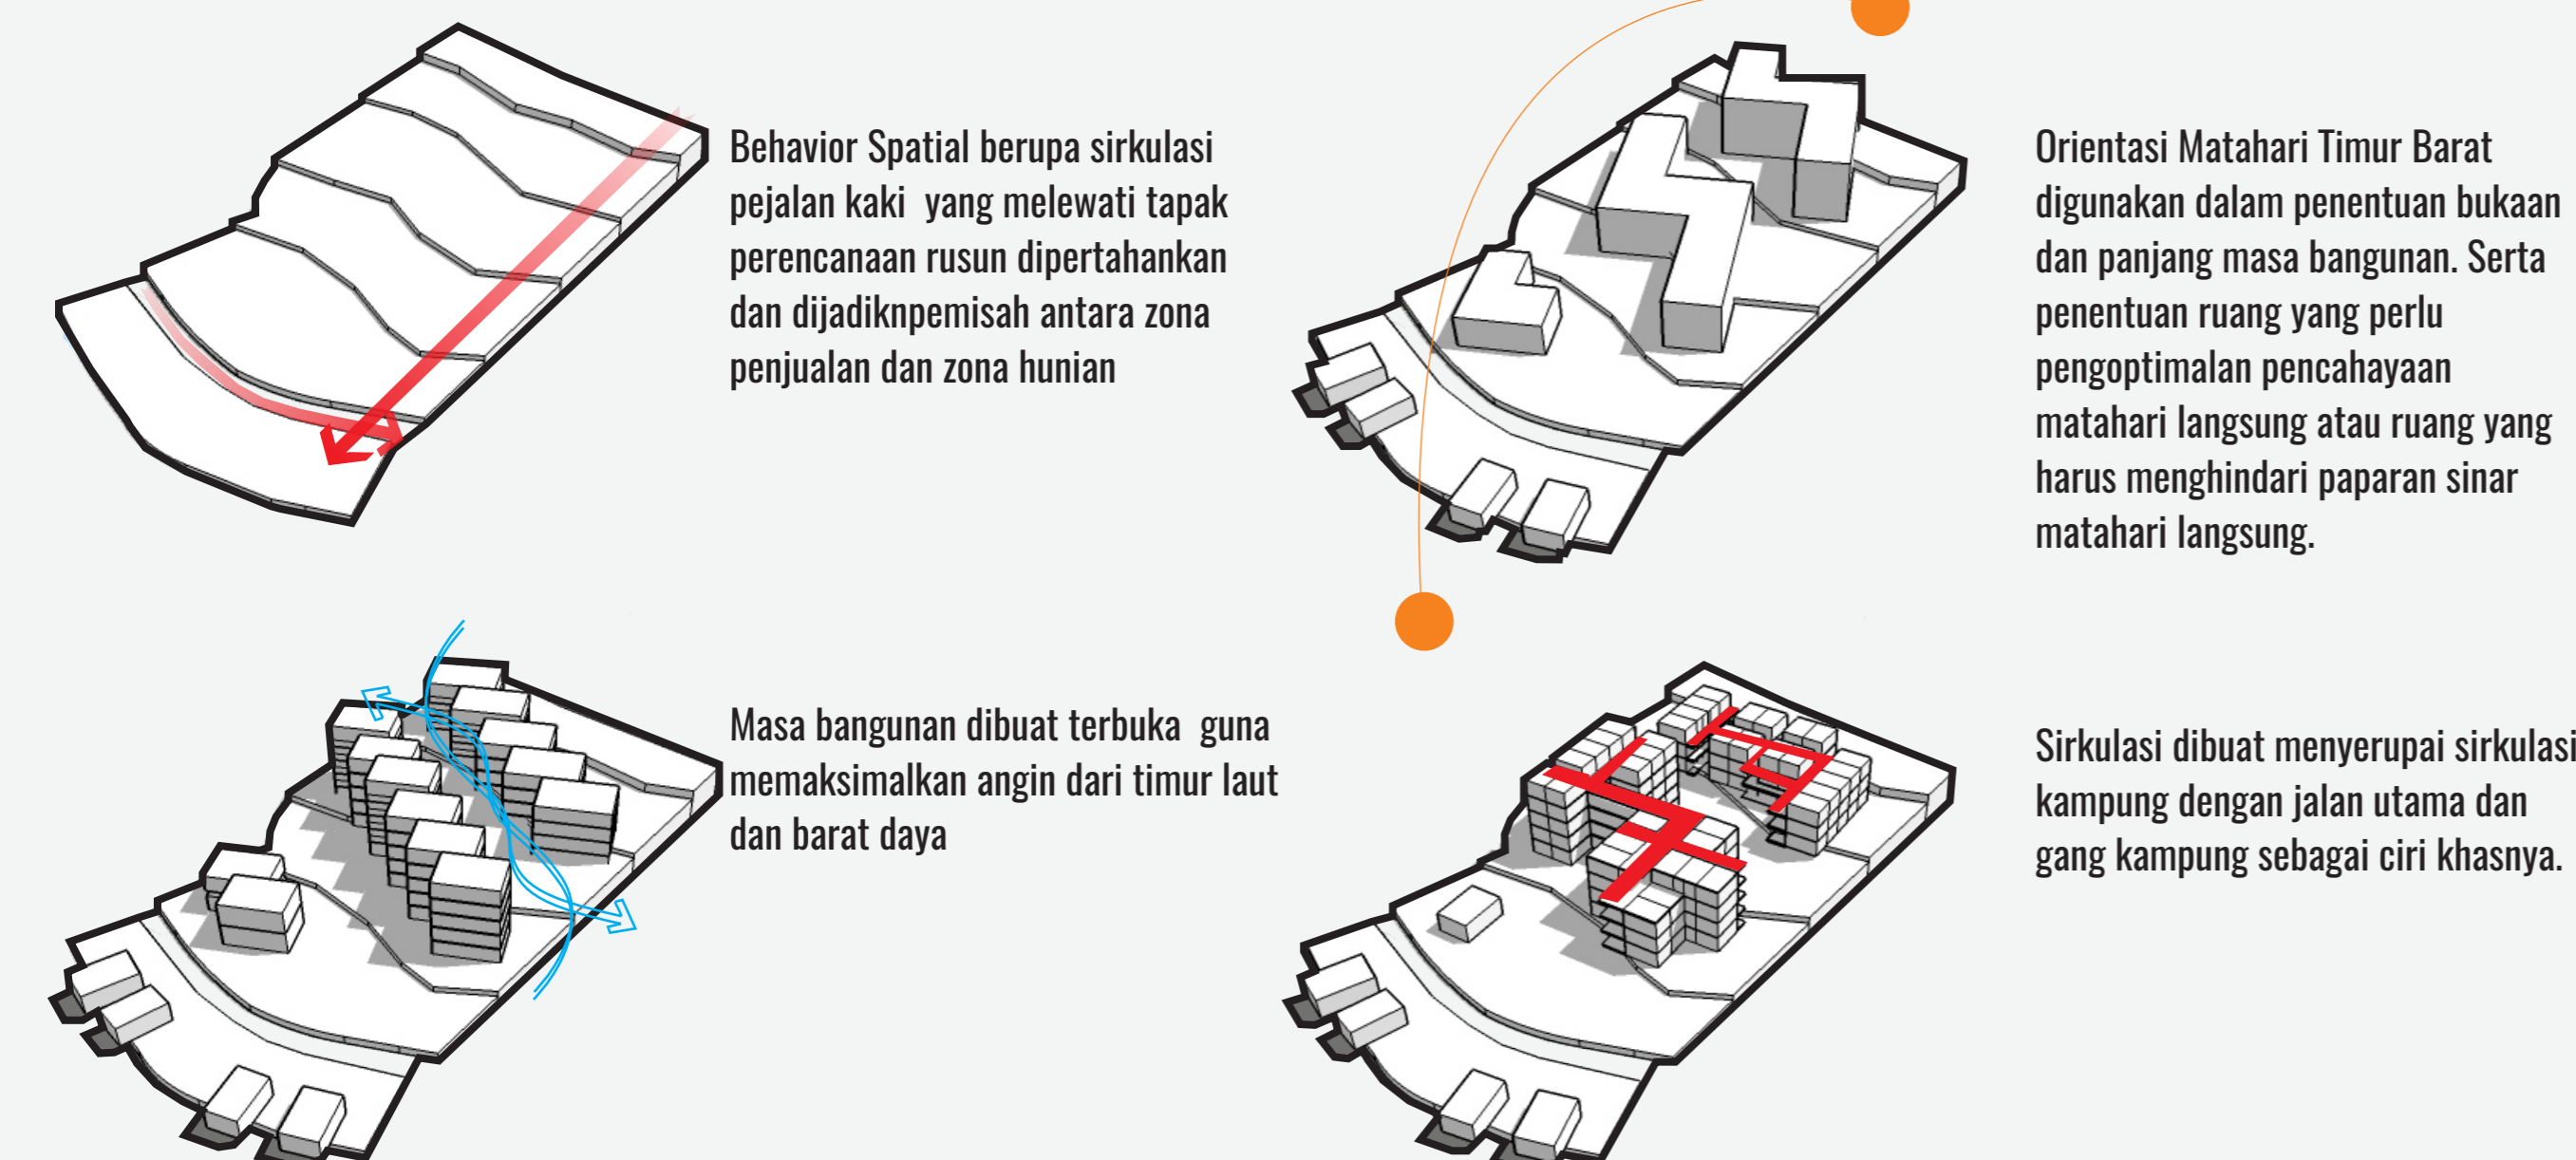 Behavior Spatial berupa sirkulasi
pejalan kaki yang melewati tapak
perencanaan rusun dipertahankan
dan dijadiknpemisah antara zona
penjualan dan zona hunian
Orientasi Matahari Timur Barat
digunakan dalam penentuan bukaan
dan panjang masa bangunan. Serta
penentuan ruang yang perlu
pengoptimalan pencahayaan
matahari langsung atau ruang yang
harus menghindari paparan sinar
matahari langsung.
Masa bangunan dibuat terbuka guna
memaksimalkan angin dari timur laut
dan barat daya
Sirkulasi dibuat menyerupai sirkulasi
kampung dengan jalan utama dan
gang kampung sebagai ciri khasnya.